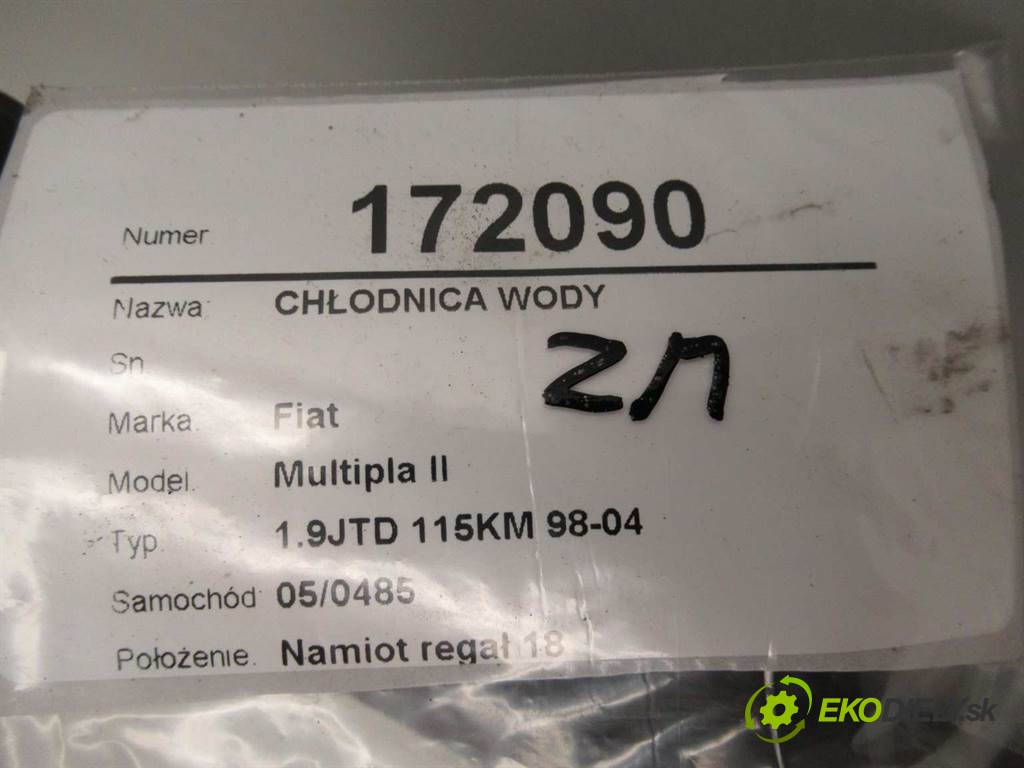 Numer 172090
Nazwa: CHŁODNICA WODY
Sn
Marka: Fiat
Model. Multipla II
Typ. 1.9JTD 115KM 98-04
Samochód 05/0485
Położenie. Namiot regał 18
EKODIELY.sk